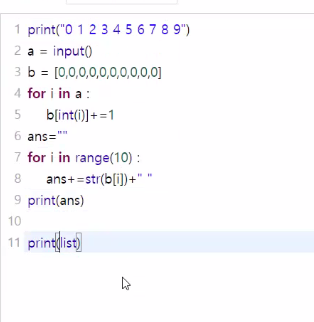 1 print("0 1 2 3 4 5 6 7 8 9")
2 a = input()
3 b = [0,0,0,0,0,0,0,0,0,0]
4 for i in a :
5     b[int(i)]+=1
6 ans=""
7 for i in range(10) :
8     ans+=str(b[i])+" "
9 print(ans)
10
11 print(list)